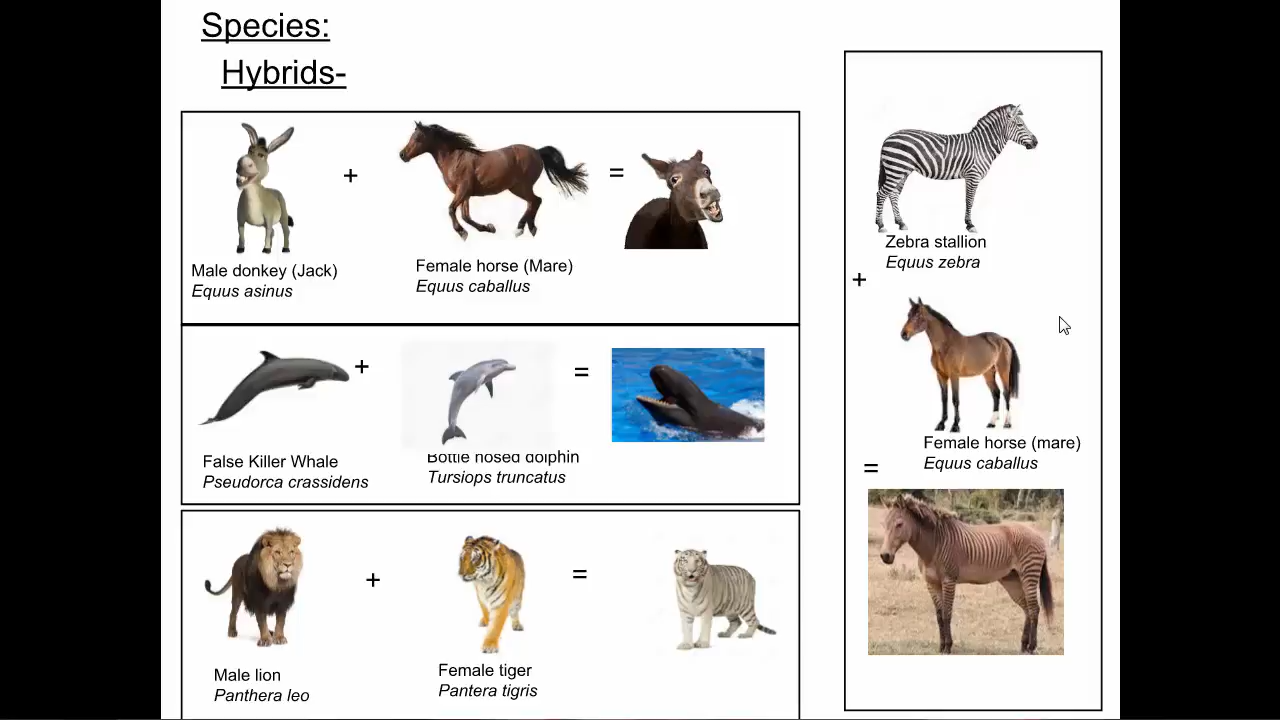 Species:
Hybrids-
+
=
Male donkey (Jack)
Equus asinus
Female horse (Mare)
Equus caballus
+
=
False Killer Whale
Pseudorca crassidens
Bottle nosed dolphin
Tursiops truncatus
+
=
Male lion
Panthera leo
Female tiger
Pantera tigris
Zebra stallion
Equus zebra
+
Female horse (mare)
Equus caballus
=